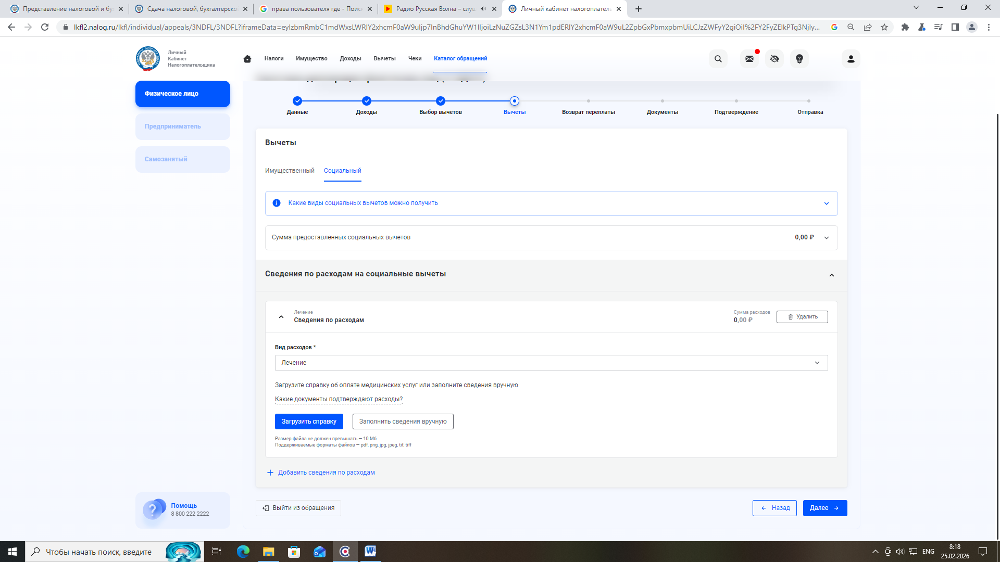 Представление налоговой и бу
Сдача налоговой, бухгалтерско
права пользователя где - Поис
Радио Русская Волна – слуш
Личный кабинет налогоплатель
lkfl2.nalog.ru/lkfl/individual/appeals/3NDFL/3NDFL?iframeData=
Личный
Кабинет
Налогоплательщика
Налоги
Имущество
Доходы
Вычеты
Чеки
Каталог обращений
Физическое лицо
Предприниматель
Самозанятый
Данные
Доходы
Выбор вычетов
Вычеты
Возврат переплаты
Документы
Подтверждение
Отправка
Вычеты
Имущественный
Социальный
Какие виды социальных вычетов можно получить
Сумма предоставленных социальных вычетов
0,00 ₽
Сведения по расходам на социальные вычеты
Лечение
Сведения по расходам
Сумма расходов
0,00 ₽
Удалить
Вид расходов *
Лечение
Загрузите справку об оплате медицинских услуг или заполните сведения вручную
Какие документы подтверждают расходы?
Загрузить справку
Заполнить сведения вручную
Размер файла не должен превышать — 10 Мб
Поддерживаемые форматы файлов — pdf, png, jpg, jpeg, tif, tiff
Добавить сведения по расходам
Помощь
8 800 222 2222
Выйти из обращения
Назад
Далее
Чтобы начать поиск, введите
ENG
8:18
25.02.2026